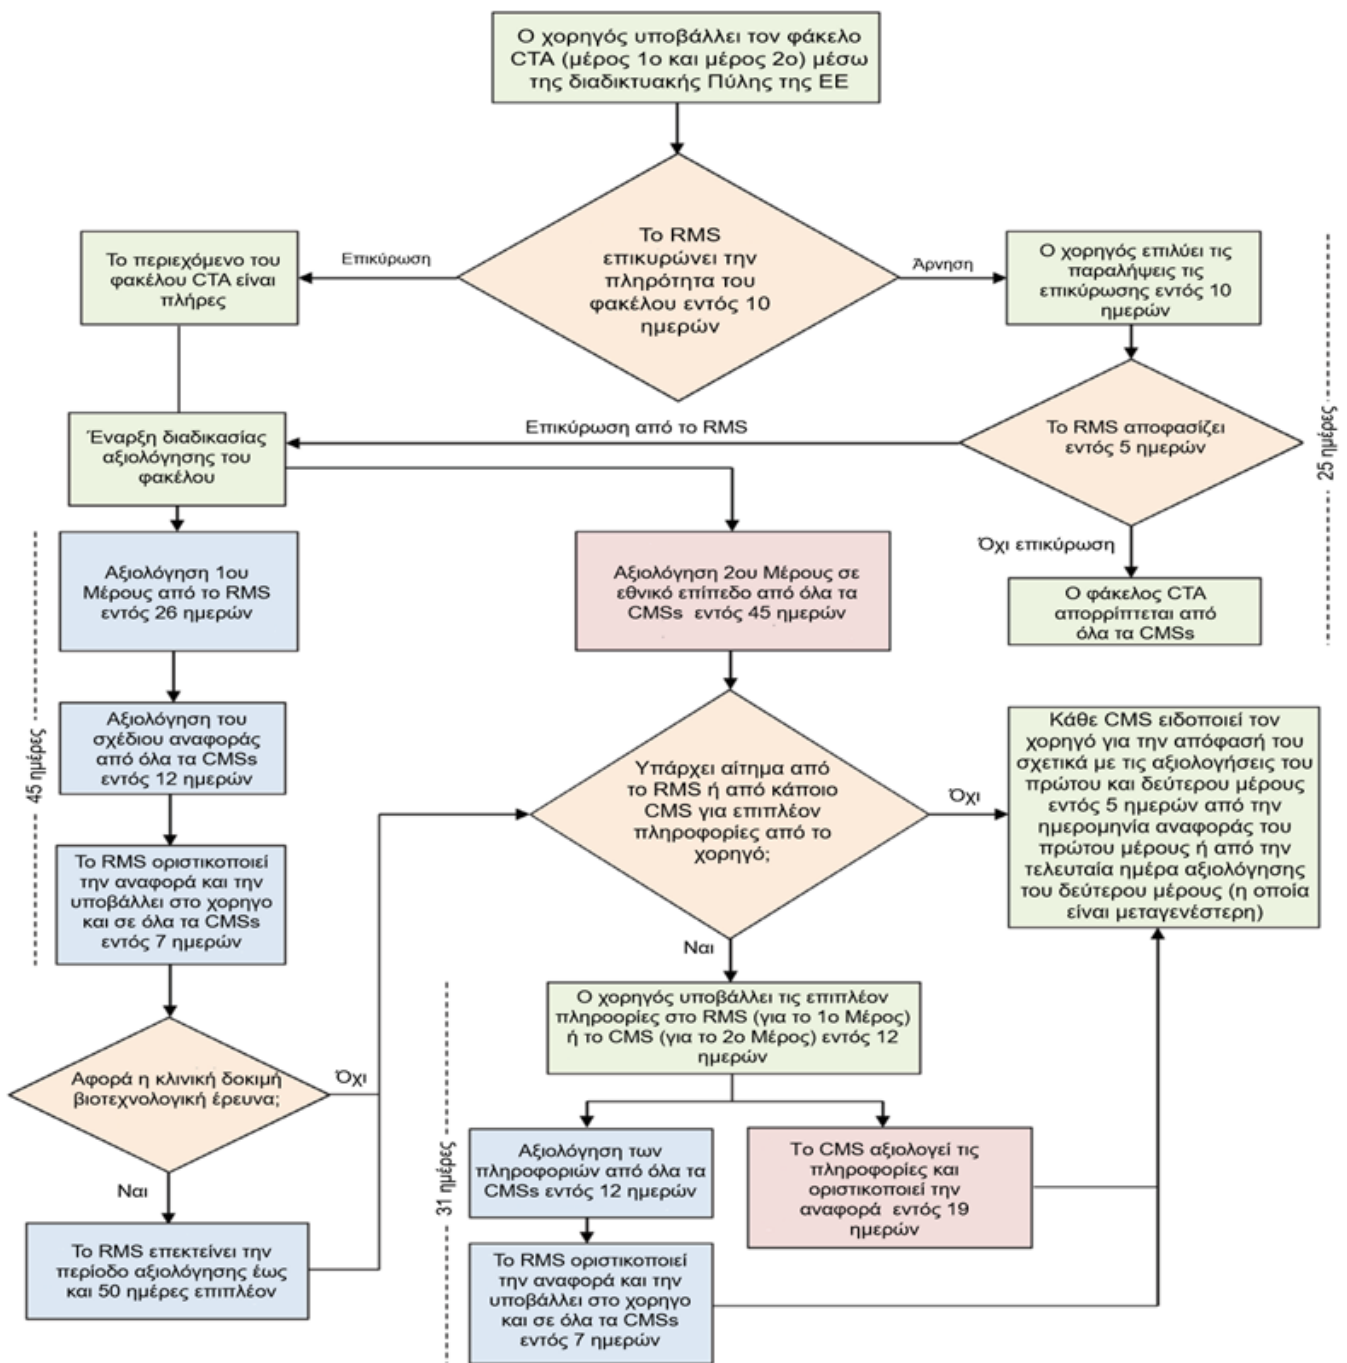 Ο χορηγός υποβάλλει τον φάκελο
CTA (μέρος 1ο και μέρος 2ο) μέσω
της διαδικτυακής Πύλης της ΕΕ
Το RMS
επικυρώνει την
πληρότητα του
φακέλου εντός 10
ημερών
Επικύρωση
Άρνηση
Το περιεχόμενο του
φακέλου CTA είναι
πλήρες
Ο χορηγός επιλύει τις
παραλήψεις τις
επικύρωσης εντός 10
ημερών
Το RMS αποφασίζει
εντός 5 ημερών
25 ημέρες
Επικύρωση από το RMS
Έναρξη διαδικασίας
αξιολόγησης του
φακέλου
Όχι επικύρωση
Ο φάκελος CTA
απορρίπτεται από
όλα τα CMSs
Αξιολόγηση 1ου
Μέρους από το RMS
εντός 26 ημερών
Αξιολόγηση 2ου Μέρους σε
εθνικό επίπεδο από όλα τα
CMSs εντός 45 ημερών
45 ημέρες
Αξιολόγηση του
σχέδιου αναφοράς
από όλα τα CMSs
εντός 12 ημερών
Το RMS οριστικοποιεί
την αναφορά και την
υποβάλλει στο χορηγο
και σε όλα τα CMSs
εντός 7 ημερών
Υπάρχει αίτημα από
το RMS ή από κάποιο
CMS για επιπλέον
πληροφορίες από το
χορηγό;
Όχι
Κάθε CMS ειδοποιεί τον
χορηγό για την απόφασή του
σχετικά με τις αξιολογήσεις του
πρώτου και δεύτερου μέρους
εντός 5 ημερών από την
ημερομηνία αναφοράς του
πρώτου μέρους ή από την
τελευταία ημέρα αξιολόγησης
του δεύτερου μέρους (η οποία
είναι μεταγενέστερη)
Ναι
Ο χορηγός υποβάλλει τις επιπλέον
πληροορίες στο RMS (για το 1ο Μέρος)
ή το CMS (για το 2ο Μέρος) εντός 12
ημερών
Αφορά η κλινική δοκιμή
βιοτεχνολογική έρευνα;
Όχι
Ναι
Το RMS επεκτείνει την
περίοδο αξιολόγησης έως
και 50 ημέρες επιπλέον
31 ημέρες
Αξιολόγηση των
πληροφοριών από όλα τα
CMSs εντός 12 ημερών
Το CMS αξιολογεί τις
πληροφορίες και
οριστικοποιεί την
αναφορά εντός 19
ημερών
Το RMS οριστικοποιεί
την αναφορά και την
υποβάλλει στο χορηγο
και σε όλα τα CMSs
εντός 7 ημερών